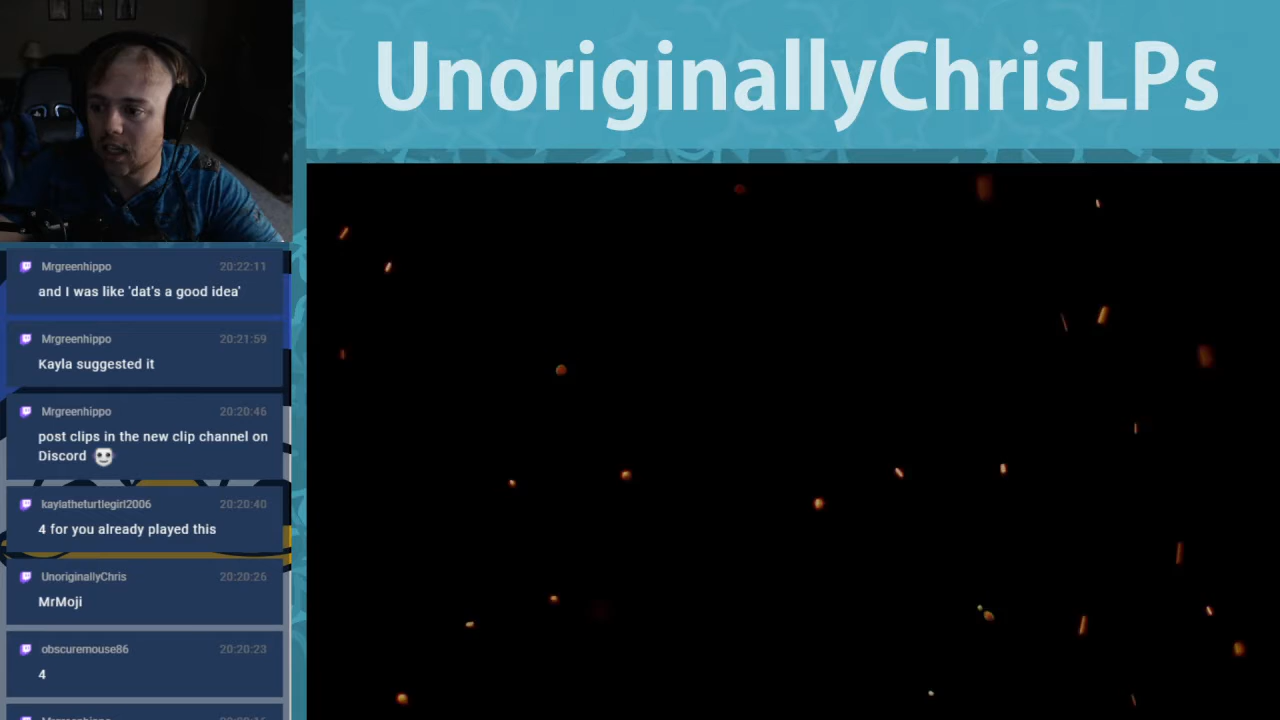 UnoriginallyChrisLPs
Mrgreenhippo 20:22:11
and I was like 'dat's a good idea'
Mrgreenhippo 20:21:59
Kayla suggested it
Mrgreenhippo 20:20:46
post clips in the new clip channel on
Discord
kaylatheturtlegirl2006 20:20:40
4 for you already played this
UnoriginallyChris 20:20:26
MrMoji
obscuremouse86 20:20:23
4